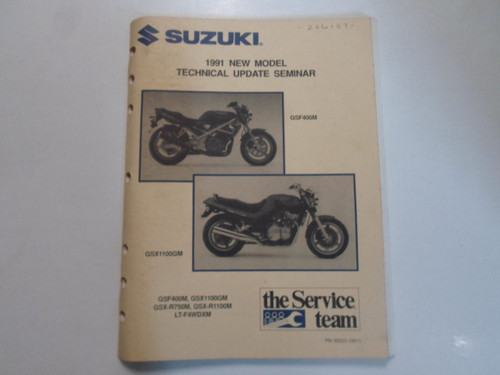 SUZUKI
1991 NEW MODEL
TECHNICAL UPDATE SEMINAR
GSF400M
GSX1100GM
GSF400M, GSX1100GM
GSX-R750M, GSX-R1100M
LT-F4WDXM
the Service
team